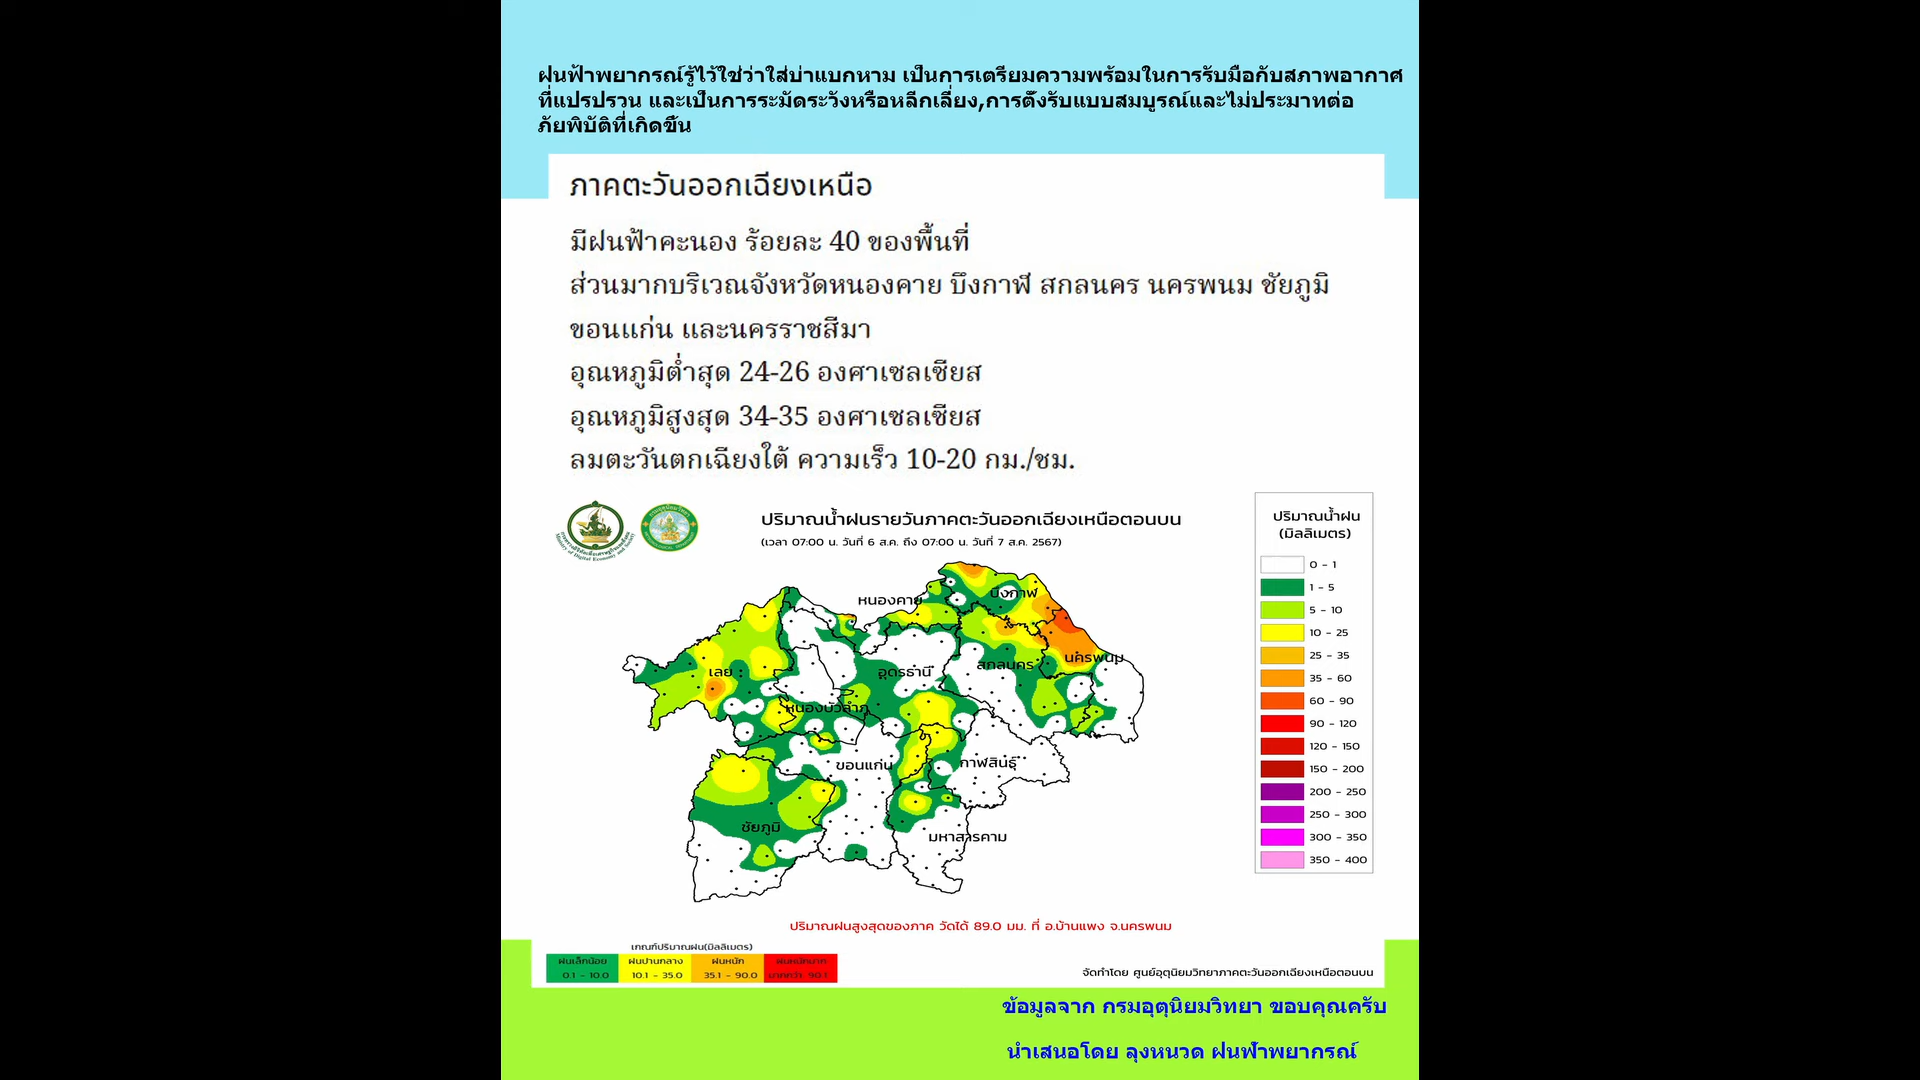 ฝนฟ้าพยากรณ์รู้ไว้ใช่ว่าใส่บ่าแบกหาม เป็นการเตรียมความพร้อมในการรับมือกับสภาพอากาศ
ที่แปรปรวน และเป็นการระมัดระวังหรือหลีกเลี่ยง,การตั้งรับแบบสมบูรณ์และไม่ประมาทต่อ
ภัยพิบัติที่เกิดขึ้น
ภาคตะวันออกเฉียงเหนือ
มีฝนฟ้าคะนอง ร้อยละ 40 ของพื้นที่
ส่วนมากบริเวณจังหวัดหนองคาย บึงกาฬ สกลนคร นครพนม ชัยภูมิ
ขอนแก่น และนครราชสีมา
อุณหภูมิต่ำสุด 24-26 องศาเซลเซียส
อุณหภูมิสูงสุด 34-35 องศาเซลเซียส
ลมตะวันตกเฉียงใต้ ความเร็ว 10-20 กม./ชม.
ปริมาณน้ำฝนรายวันภาคตะวันออกเฉียงเหนือตอนบน
(เวลา 07:00 น. วันที่ 6 ส.ค. ถึง 07:00 น. วันที่ 7 ส.ค. 2567)
ปริมาณน้ำฝน
(มิลลิเมตร)
0 - 1
1 - 5
5 - 10
10 - 25
25 - 35
35 - 60
60 - 90
90 - 120
120 - 150
150 - 200
200 - 250
250 - 300
300 - 350
350 - 400
บึงกาฬ
หนองคาย
นครพนม
สกลนคร
เลย
อุดรธานี
หนองบัวลำภู
ขอนแก่น
กาฬสินธุ์
ชัยภูมิ
มหาสารคาม
ปริมาณฝนสูงสุดของภาค วัดได้ 89.0 มม. ที่ อ.บ้านแพง จ.นครพนม
เกณฑ์ปริมาณฝน(มิลลิเมตร)
ฝนเล็กน้อย ฝนปานกลาง ฝนหนัก ฝนหนักมาก
0.1 - 10.0 10.1 - 35.0 35.1 - 90.0 มากกว่า 90.1
จัดทำโดย ศูนย์อุตุนิยมวิทยาภาคตะวันออกเฉียงเหนือตอนบน
ข้อมูลจาก กรมอุตุนิยมวิทยา ขอบคุณครับ
นำเสนอโดย ลุงหนวด ฝนฟ้าพยากรณ์